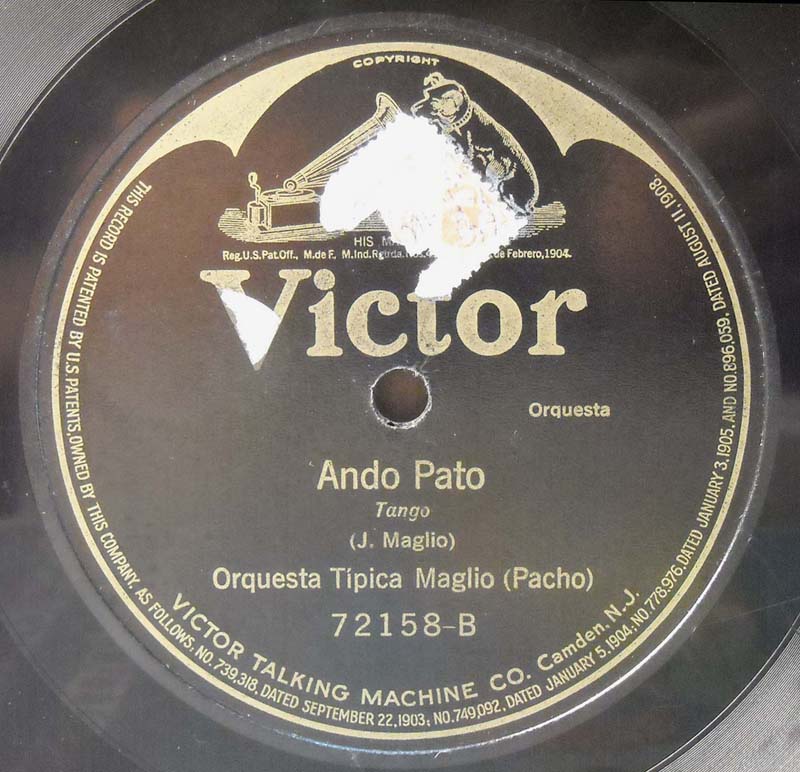 COPYRIGHT
HIS
Reg.U.S.Pat.Off., M.de F. M.Ind.Rgtrda.Nos. de Febrero,1904.
Victor
Orquesta
Ando Pato
Tango
(J. Maglio)
Orquesta Típica Maglio (Pacho)
72158-B
VICTOR TALKING MACHINE CO. Camden. N.J.
THIS RECORD IS PATENTED BY U.S. PATENTS, OWNED BY THIS COMPANY, AS FOLLOWS: NO. 739,318, DATED SEPTEMBER 22, 1903; NO. 749,092, DATED JANUARY 5, 1904; NO. 778,976, DATED JANUARY 3, 1905, AND NO. 896,059, DATED AUGUST 11, 1908.